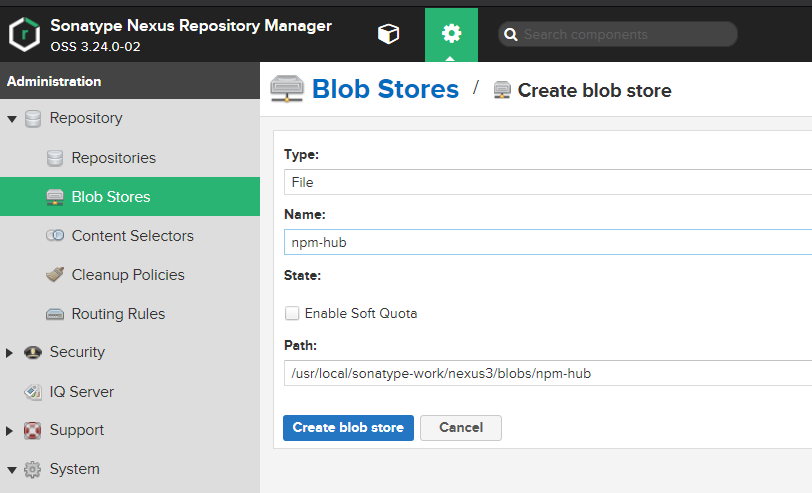 Sonatype Nexus Repository Manager
OSS 3.24.0-02
Search components
Administration
Repository
Repositories
Blob Stores
Content Selectors
Cleanup Policies
Routing Rules
Security
IQ Server
Support
System
Blob Stores / Create blob store
Type:
File
Name:
npm-hub
State:
Enable Soft Quota
Path:
/usr/local/sonatype-work/nexus3/blobs/npm-hub
Create blob store Cancel